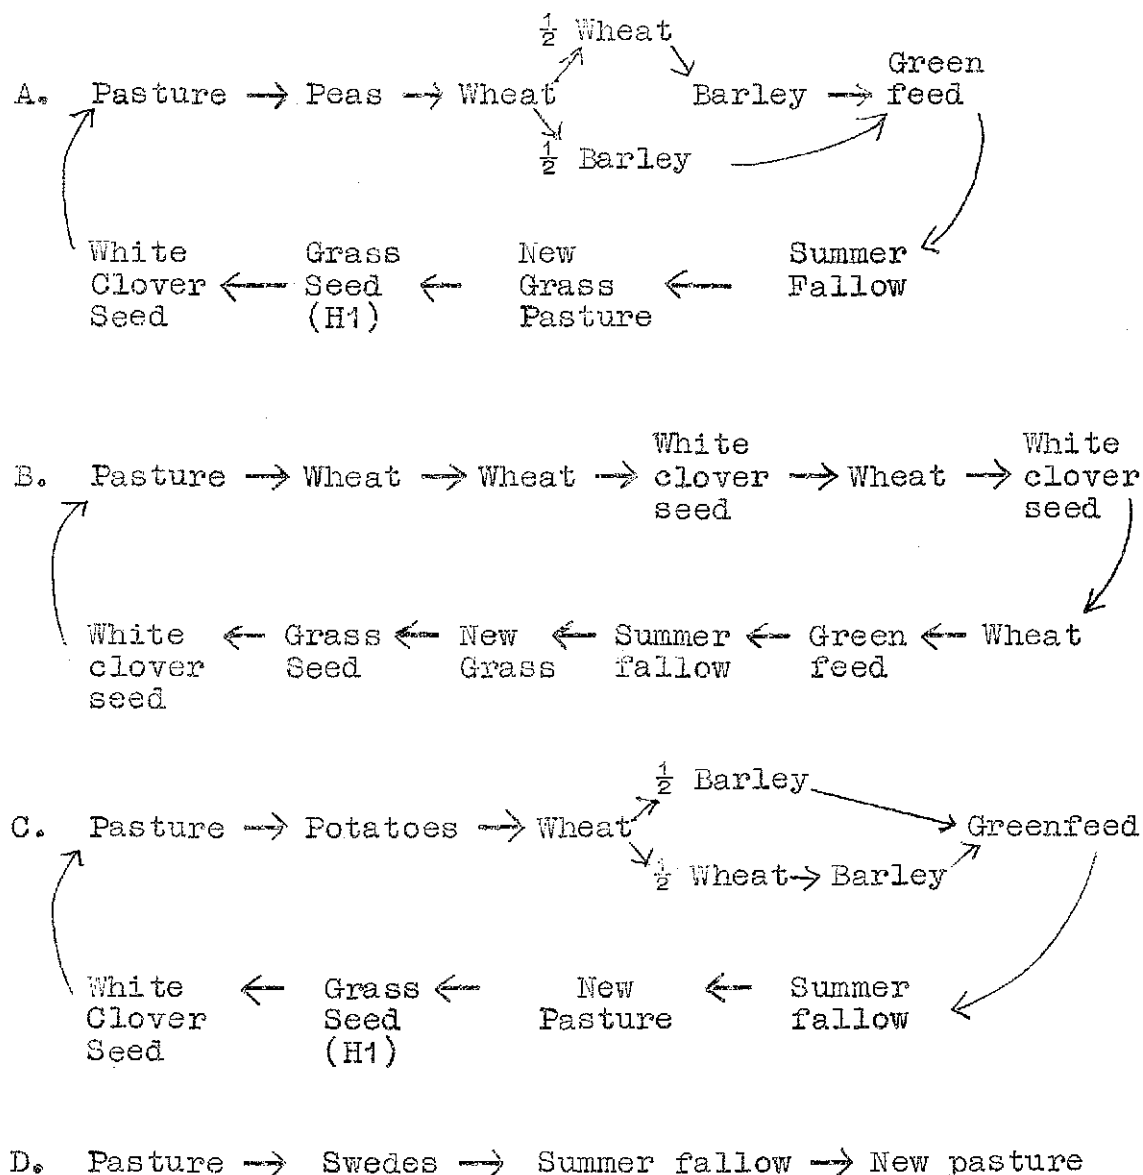 ½ Wheat
A. Pasture → Peas → Wheat Barley → Green feed
½ Barley
White Clover Seed ← Grass Seed (H1) ← New Grass Pasture ← Summer Fallow
B. Pasture → Wheat → Wheat → White clover seed → Wheat → White clover seed
White clover seed ← Grass Seed ← New Grass ← Summer fallow ← Green feed ← Wheat
½ Barley
C. Pasture → Potatoes → Wheat Greenfeed
½ Wheat → Barley
White Clover Seed ← Grass Seed (H1) ← New Pasture ← Summer fallow
D. Pasture → Swedes → Summer fallow → New pasture